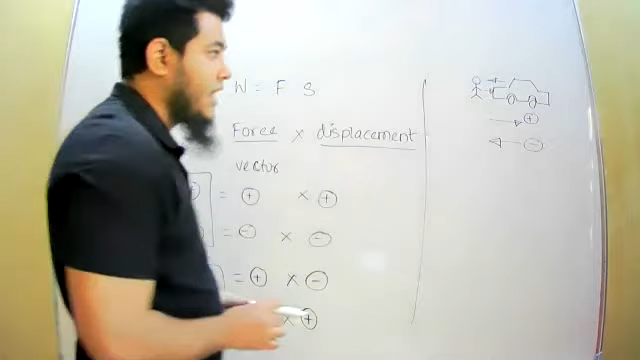 W = F S
Force × displacement
vector
+ = + × +
= - × -
= + × -
× +
+
-